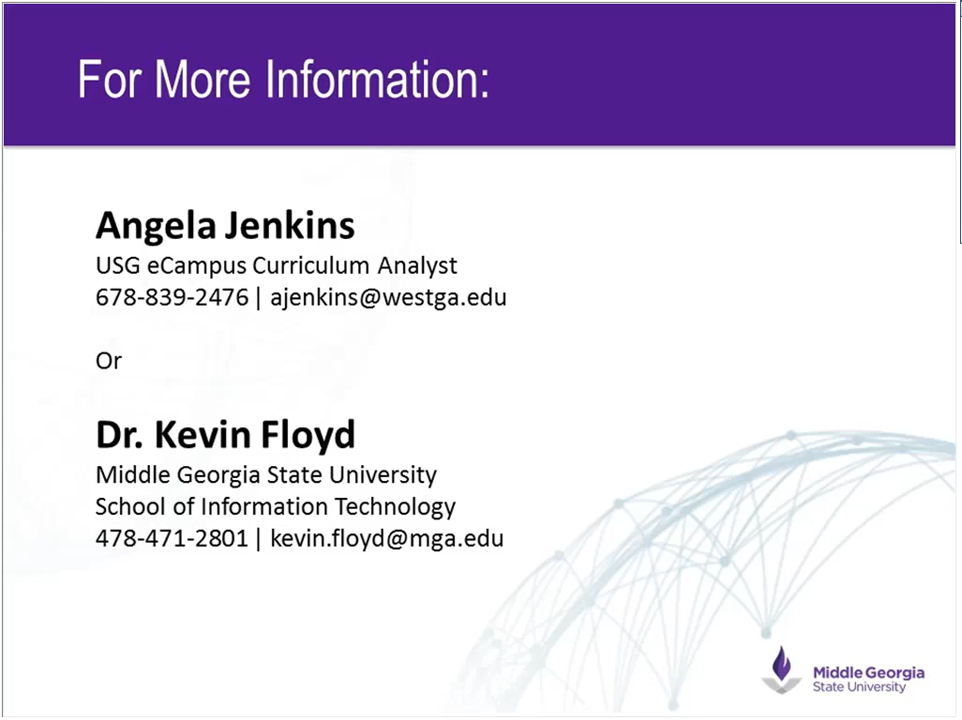 For More Information:
Angela Jenkins
USG eCampus Curriculum Analyst
678-839-2476 | ajenkins@westga.edu
Or
Dr. Kevin Floyd
Middle Georgia State University
School of Information Technology
478-471-2801 | kevin.floyd@mga.edu
Middle Georgia
State University